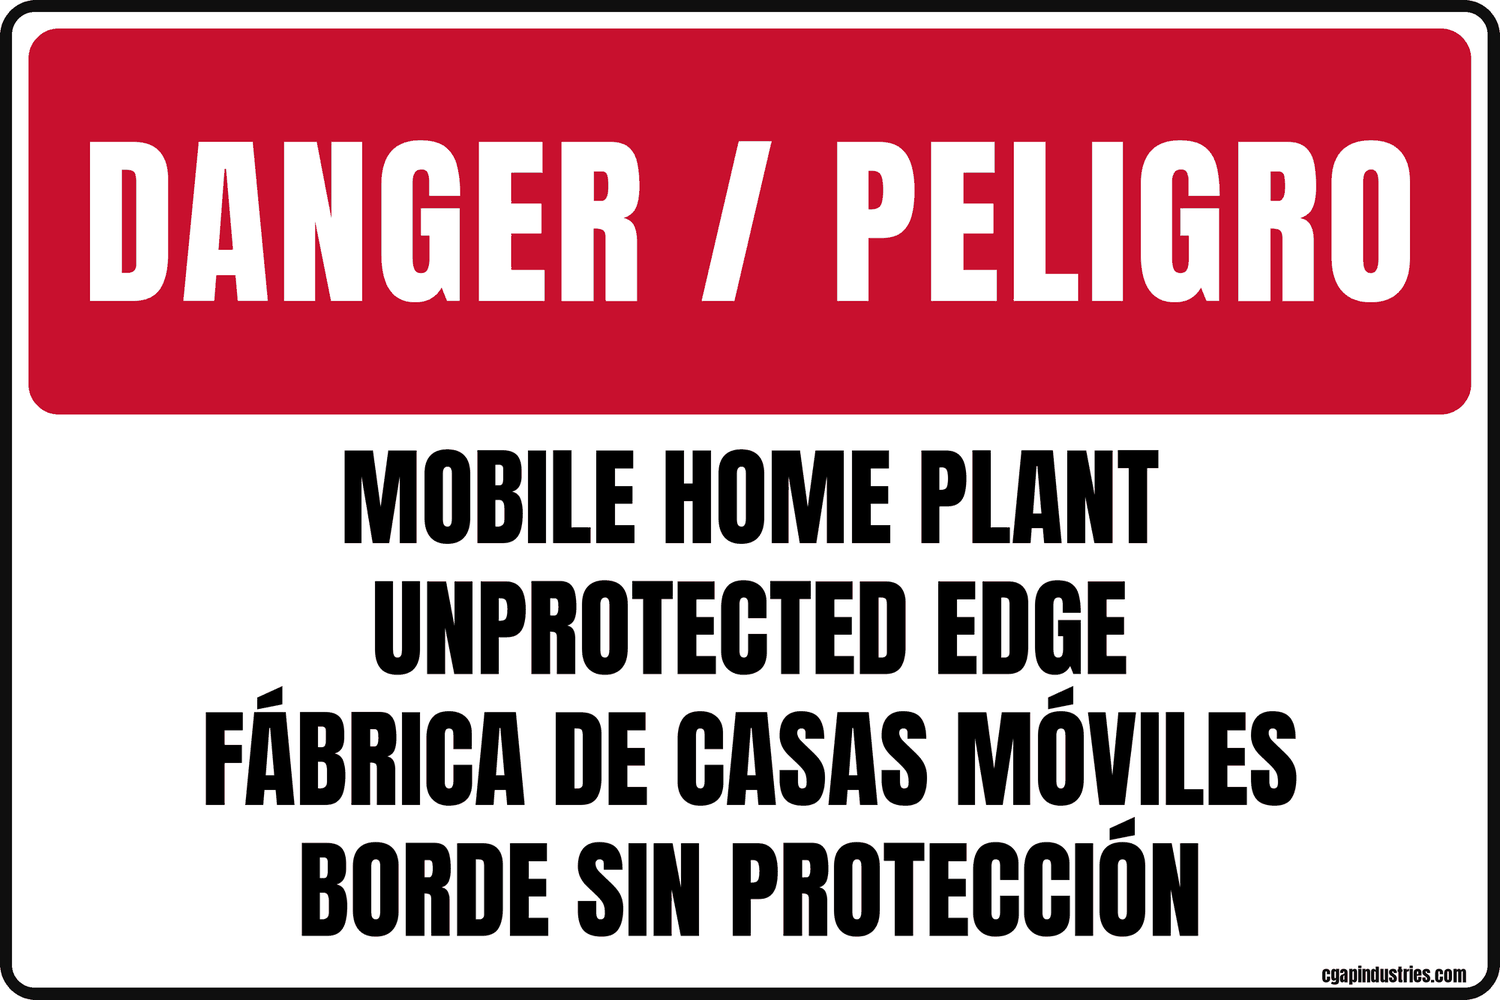 DANGER / PELIGRO
MOBILE HOME PLANT
UNPROTECTED EDGE
FÁBRICA DE CASAS MÓVILES
BORDE SIN PROTECCIÓN
cgapindustries.com